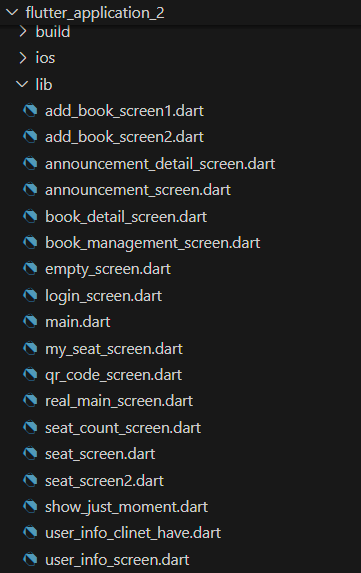 flutter_application_2
build
ios
lib
add_book_screen1.dart
add_book_screen2.dart
announcement_detail_screen.dart
announcement_screen.dart
book_detail_screen.dart
book_management_screen.dart
empty_screen.dart
login_screen.dart
main.dart
my_seat_screen.dart
qr_code_screen.dart
real_main_screen.dart
seat_count_screen.dart
seat_screen.dart
seat_screen2.dart
show_just_moment.dart
user_info_clinet_have.dart
user_info_screen.dart